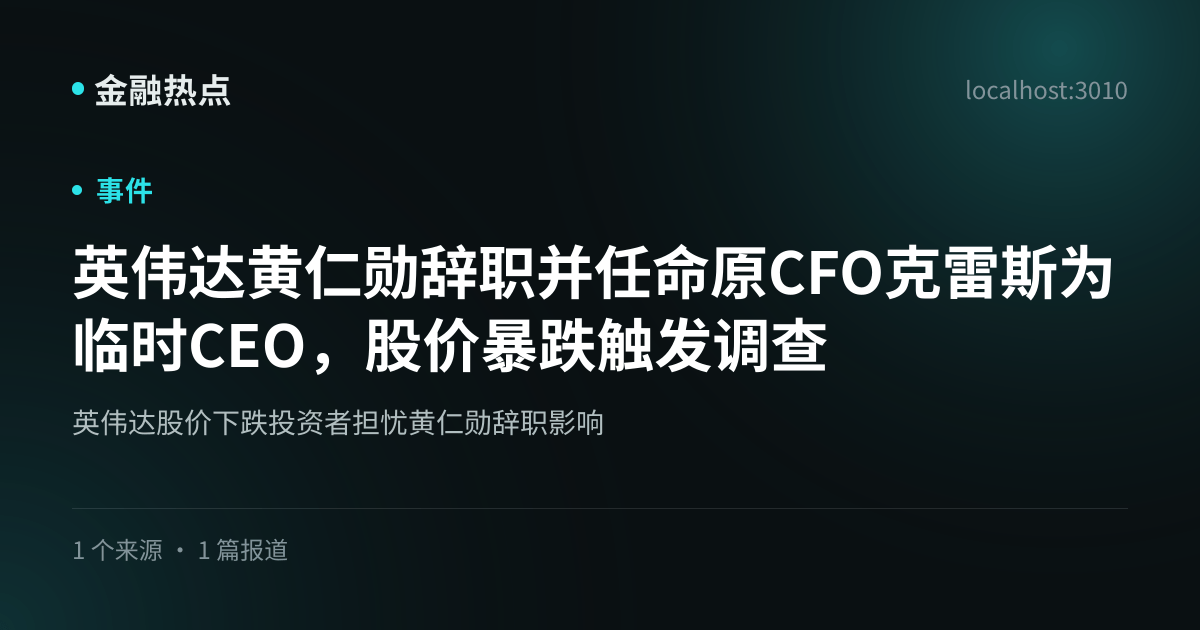 金融热点
localhost:3010
事件
英伟达黄仁勋辞职并任命原CFO克雷斯为
临时CEO，股价暴跌触发调查
英伟达股价下跌投资者担忧黄仁勋辞职影响
1 个来源 · 1 篇报道